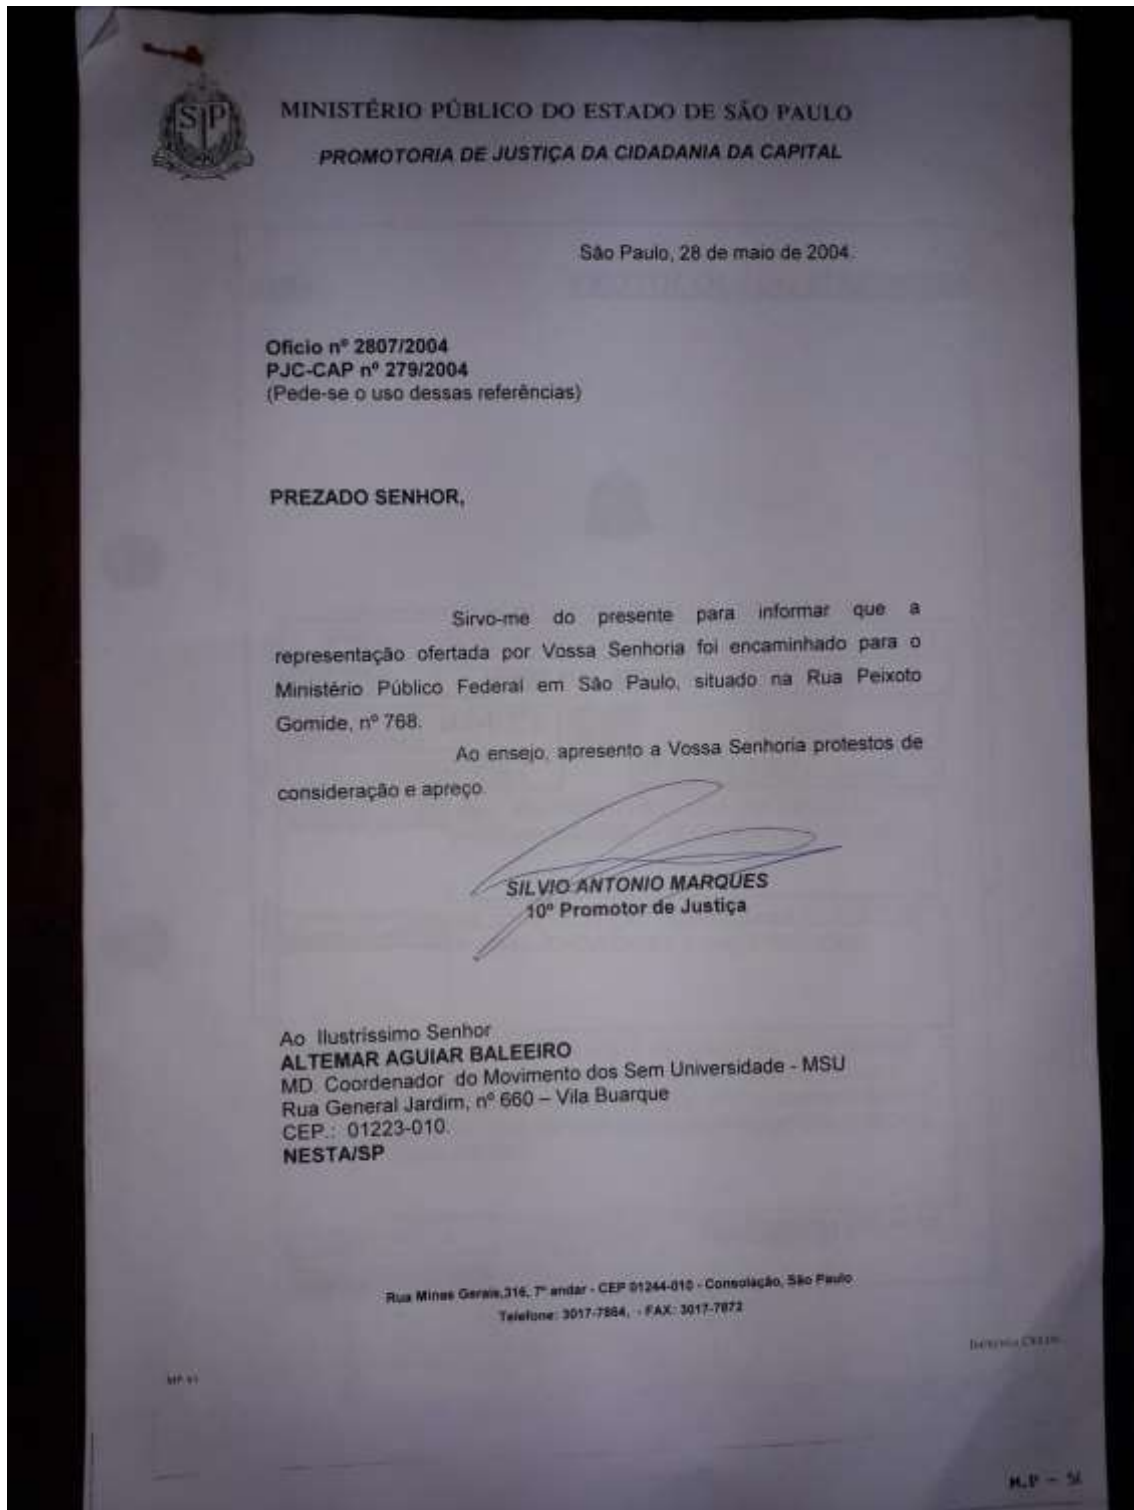 SP
MINISTÉRIO PÚBLICO DO ESTADO DE SÃO PAULO
PROMOTORIA DE JUSTIÇA DA CIDADANIA DA CAPITAL
São Paulo, 28 de maio de 2004.
Ofício nº 2807/2004
PJC-CAP nº 279/2004
(Pede-se o uso dessas referências)
PREZADO SENHOR,
Sirvo-me do presente para informar que a
representação ofertada por Vossa Senhoria foi encaminhado para o
Ministério Público Federal em São Paulo, situado na Rua Peixoto
Gomide, nº 768.
Ao ensejo, apresento a Vossa Senhoria protestos de
consideração e apreço.
SILVIO ANTONIO MARQUES
10º Promotor de Justiça
Ao Ilustríssimo Senhor
ALTEMAR AGUIAR BALEEIRO
MD. Coordenador do Movimento dos Sem Universidade - MSU
Rua General Jardim, nº 660 – Vila Buarque
CEP.: 01223-010.
NESTA/SP
Rua Minas Gerais,316, 7º andar - CEP 01244-010 - Consolação, São Paulo
Telefone: 3017-7864, - FAX: 3017-7872
M.P -